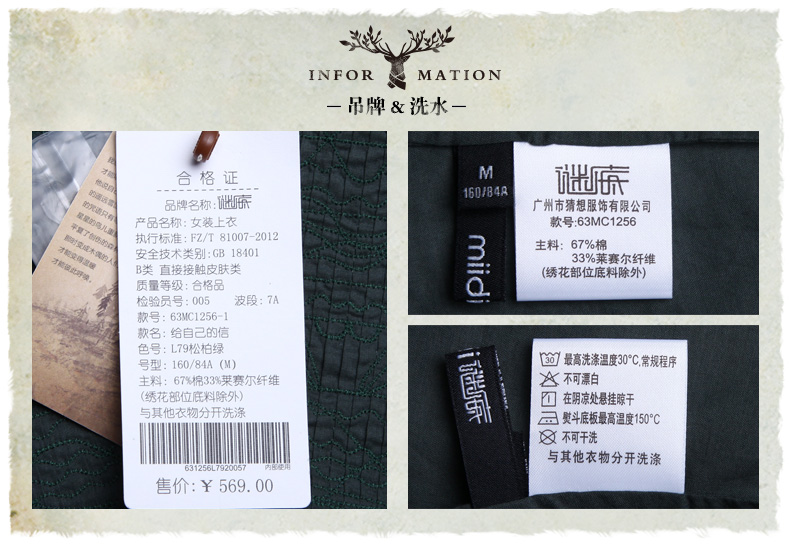 INFOR MATION
吊牌 & 洗水
合格证
品牌名称: 谜底
产品名称: 女装上衣
执行标准: FZ/T 81007-2012
安全技术类别: GB 18401
B类 直接接触皮肤类
质量等级: 合格品
检验员号: 005 波段: 7A
款号: 63MC1256-1
款名: 给自己的信
色号: L79松柏绿
号型: 160/84A (M)
主料: 67%棉33%莱赛尔纤维
(绣花部位底料除外)
与其他衣物分开洗涤
631256L7920057 内部使用
售价: ¥ 569.00
M
160/84A
miidi
谜底
广州市猜想服饰有限公司
款号:63MC1256
主料: 67%棉
33%莱赛尔纤维
(绣花部位底料除外)
i 谜底
30 最高洗涤温度30°C,常规程序
不可漂白
在阴凉处悬挂晾干
熨斗底板最高温度150°C
不可干洗
与其他衣物分开洗涤